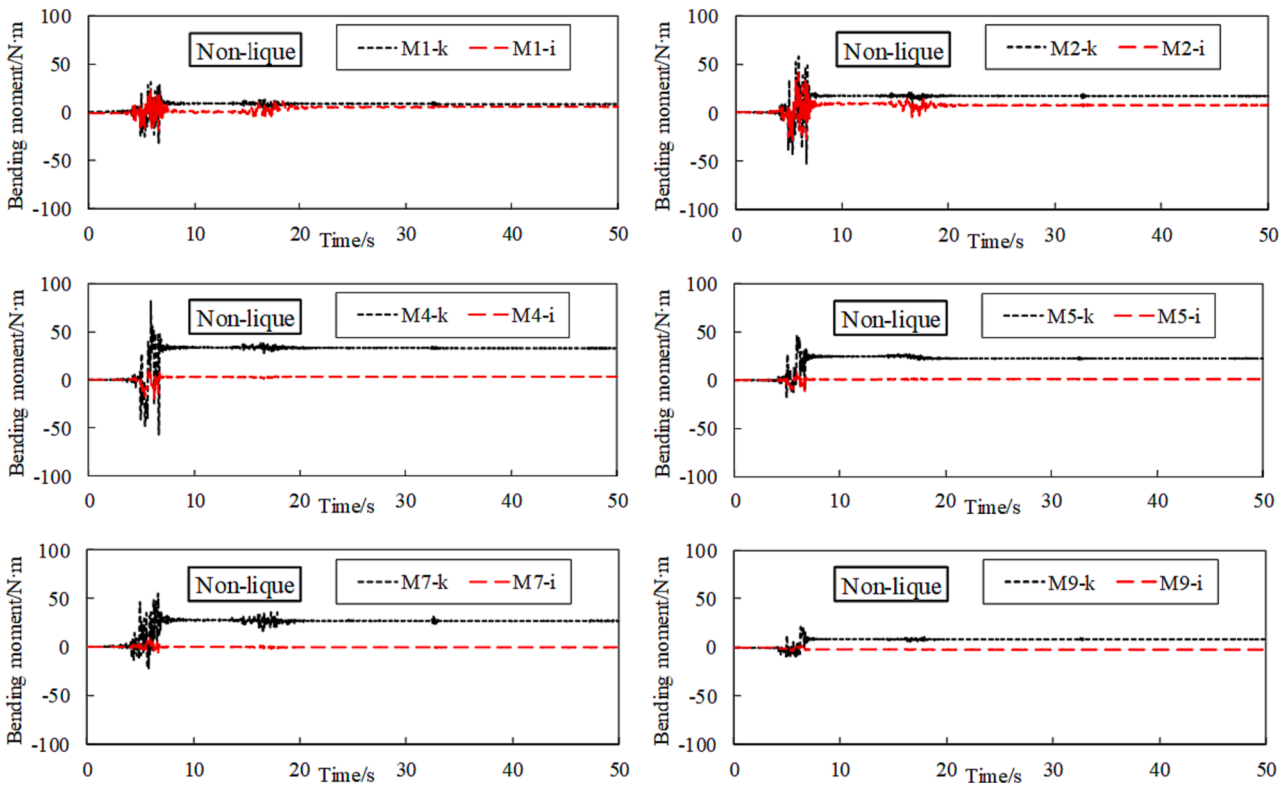 Bending moment/N·m
100
50
0
-50
-100
Non-lique
M1-k
M1-i
0
10
20
30
40
50
Time/s
Bending moment/N·m
100
50
0
-50
-100
Non-lique
M2-k
M2-i
0
10
20
30
40
50
Time/s
Bending moment/N·m
100
50
0
-50
-100
Non-lique
M4-k
M4-i
0
10
20
30
40
50
Time/s
Bending moment/N·m
100
50
0
-50
-100
Non-lique
M5-k
M5-i
0
10
20
30
40
50
Time/s
Bending moment/N·m
100
50
0
-50
-100
Non-lique
M7-k
M7-i
0
10
20
30
40
50
Time/s
Bending moment/N·m
100
50
0
-50
-100
Non-lique
M9-k
M9-i
0
10
20
30
40
50
Time/s